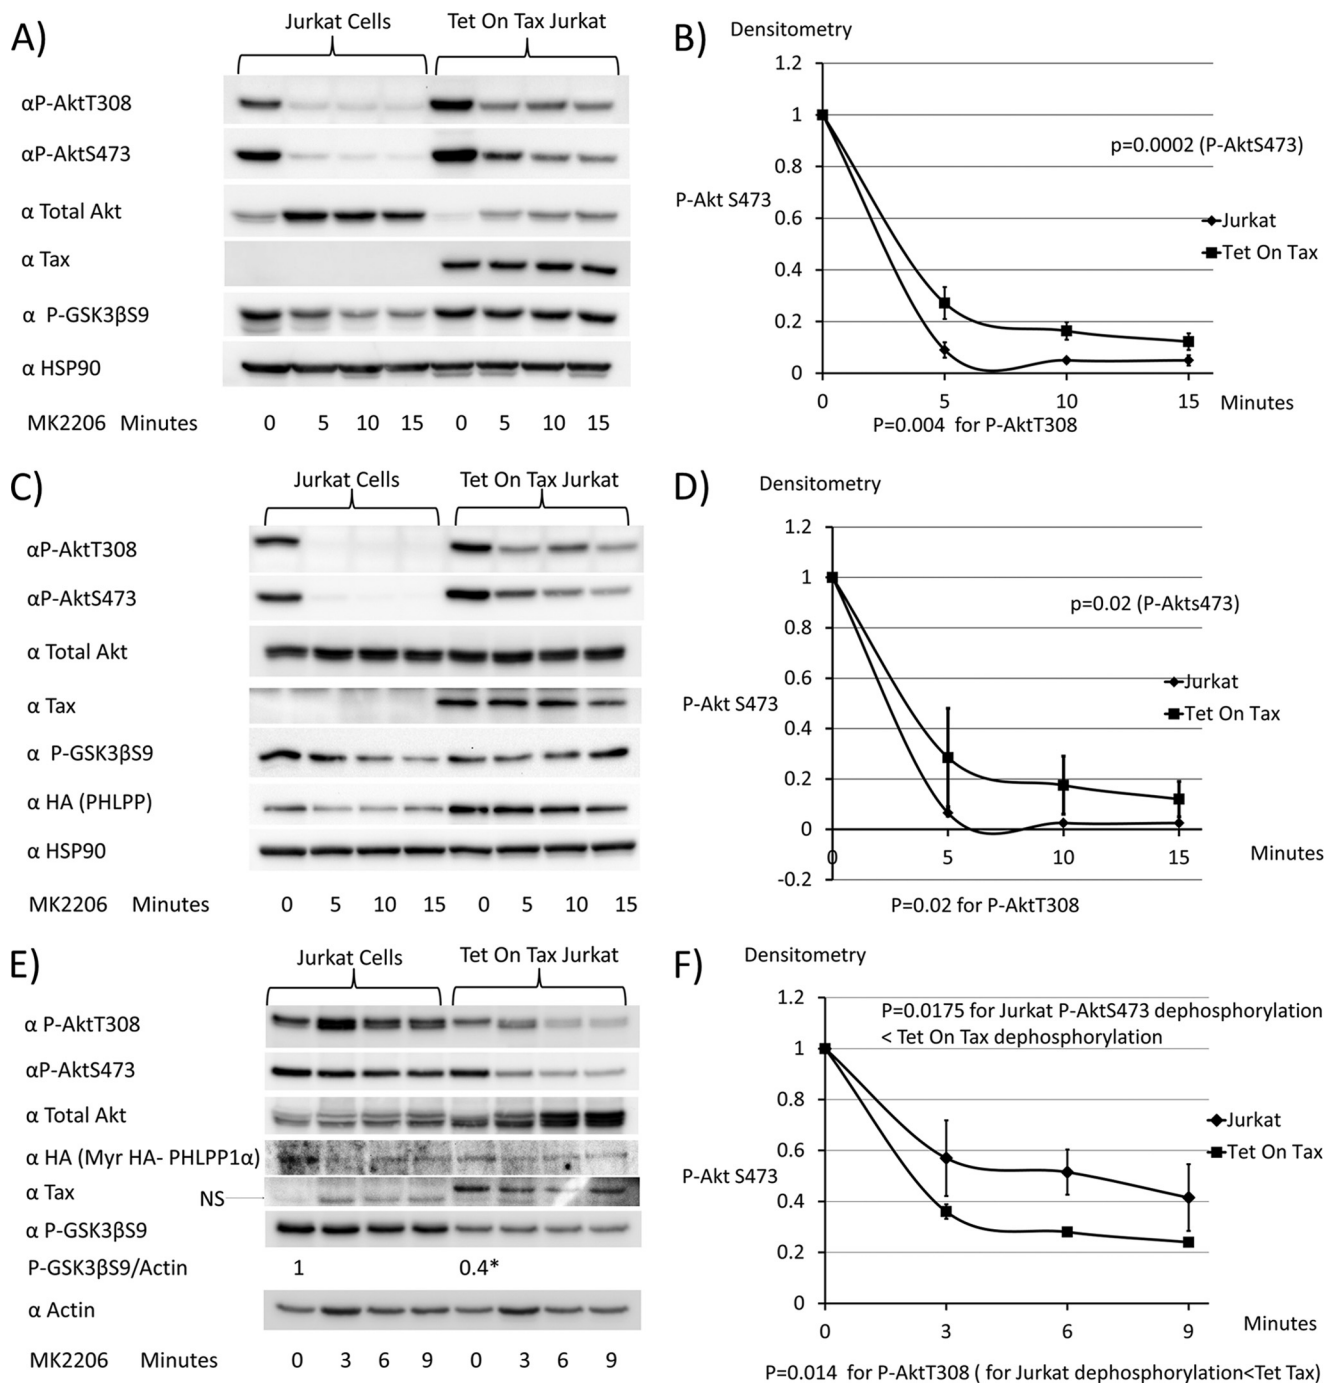 A)
Jurkat Cells Tet On Tax Jurkat
αP-AktT308
αP-AktS473
α Total Akt
α Tax
α P-GSK3βS9
α HSP90
MK2206 Minutes 0 5 10 15 0 5 10 15
B) Densitometry
1.2
1
0.8
0.6
0.4
0.2
0
P-Akt S473
p=0.0002 (P-AktS473)
Jurkat
Tet On Tax
0 5 10 15 Minutes
P=0.004 for P-AktT308
C)
Jurkat Cells Tet On Tax Jurkat
αP-AktT308
αP-AktS473
α Total Akt
α Tax
α P-GSK3βS9
α HA (PHLPP)
α HSP90
MK2206 Minutes 0 5 10 15 0 5 10 15
D) Densitometry
1.2
1
0.8
0.6
0.4
0.2
0
-0.2
P-Akt S473
p=0.02 (P-Akts473)
Jurkat
Tet On Tax
0 5 10 15 Minutes
P=0.02 for P-AktT308
E)
Jurkat Cells Tet On Tax Jurkat
α P-AktT308
αP-AktS473
α Total Akt
α HA (Myr HA- PHLPP1α)
α Tax
NS
α P-GSK3βS9
P-GSK3βS9/Actin 1 0.4*
α Actin
MK2206 Minutes 0 3 6 9 0 3 6 9
F) Densitometry
1.2
1
0.8
0.6
0.4
0.2
0
P-Akt S473
P=0.0175 for Jurkat P-AktS473 dephosphorylation
< Tet On Tax dephosphorylation
Jurkat
Tet On Tax
0 3 6 9 Minutes
P=0.014 for P-AktT308 ( for Jurkat dephosphorylation<Tet Tax)